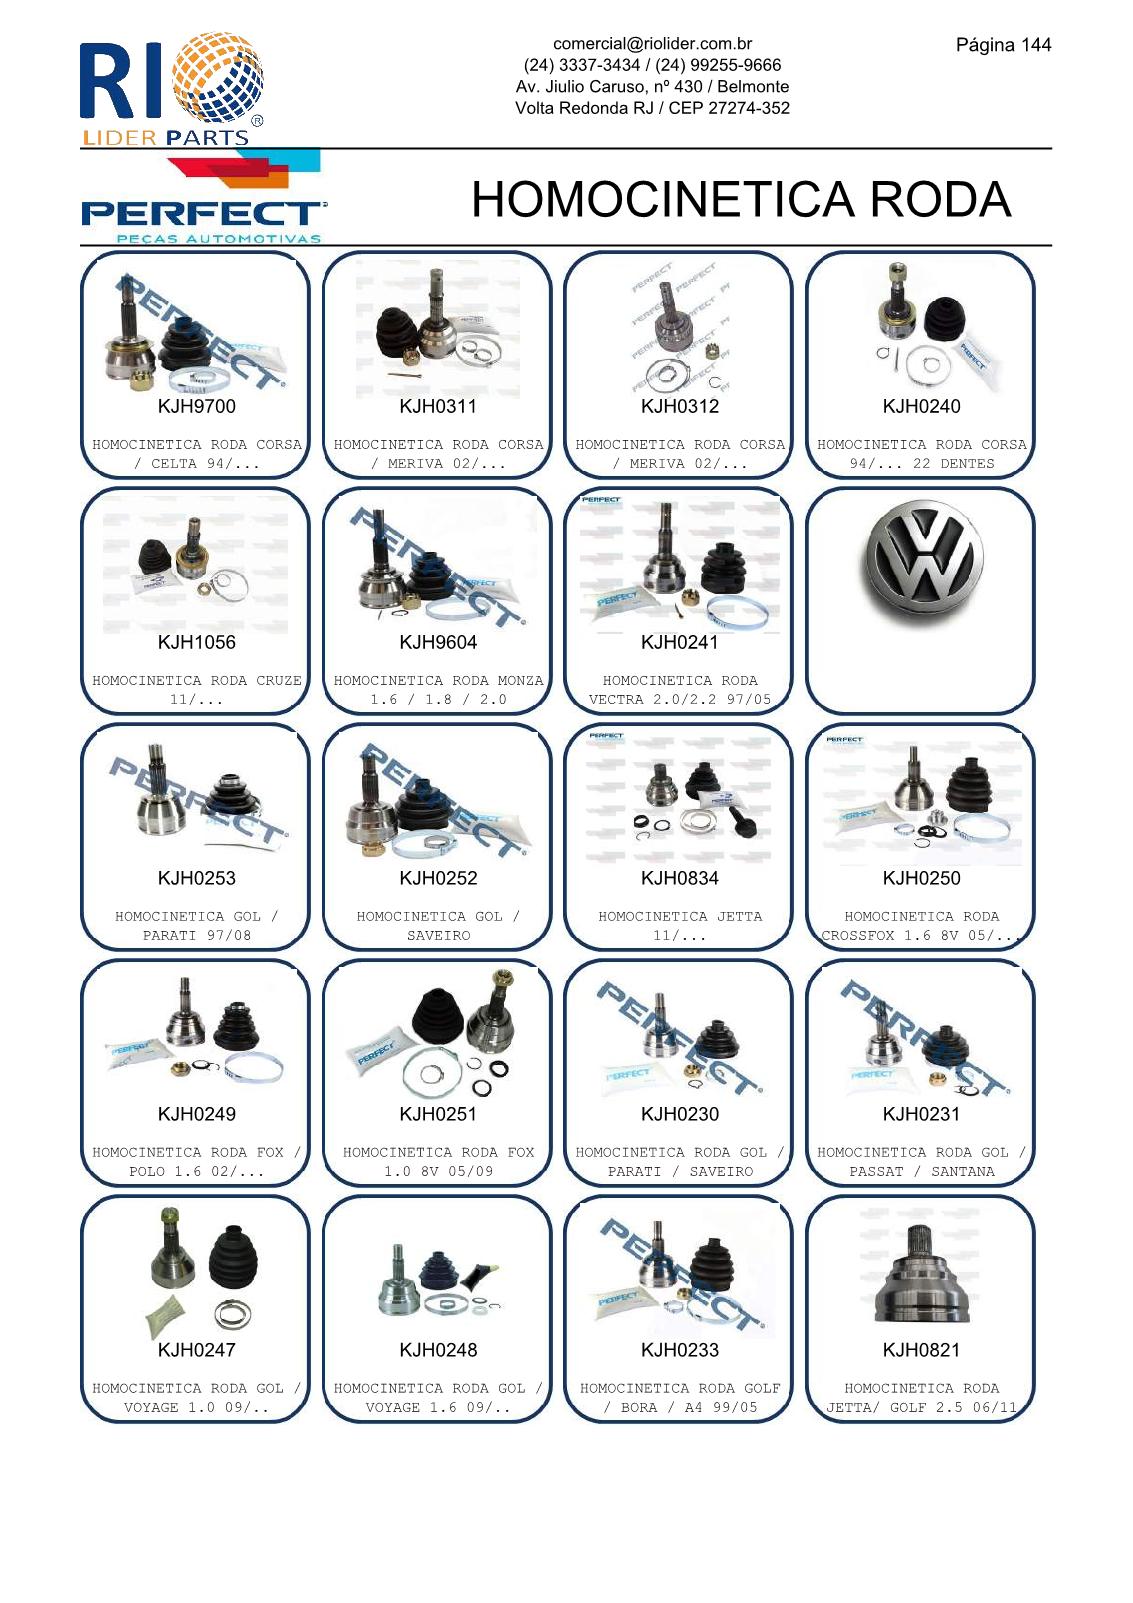 RIO
LIDER PARTS®
comercial@riolider.com.br
(24) 3337-3434 / (24) 99255-9666
Av. Jiulio Caruso, nº 430 / Belmonte
Volta Redonda RJ / CEP 27274-352
Página 144
PERFECT
PEÇAS AUTOMOTIVAS
HOMOCINETICA RODA
KJH9700
HOMOCINETICA RODA CORSA
/ CELTA 94/...
KJH0311
HOMOCINETICA RODA CORSA
/ MERIVA 02/...
KJH0312
HOMOCINETICA RODA CORSA
/ MERIVA 02/...
KJH0240
HOMOCINETICA RODA CORSA
94/... 22 DENTES
KJH1056
HOMOCINETICA RODA CRUZE
11/...
KJH9604
HOMOCINETICA RODA MONZA
1.6 / 1.8 / 2.0
KJH0241
HOMOCINETICA RODA
VECTRA 2.0/2.2 97/05
KJH0253
HOMOCINETICA GOL /
PARATI 97/08
KJH0252
HOMOCINETICA GOL /
SAVEIRO
KJH0834
HOMOCINETICA JETTA
11/...
KJH0250
HOMOCINETICA RODA
CROSSFOX 1.6 8V 05/...
KJH0249
HOMOCINETICA RODA FOX /
POLO 1.6 02/...
KJH0251
HOMOCINETICA RODA FOX
1.0 8V 05/09
KJH0230
HOMOCINETICA RODA GOL /
PARATI / SAVEIRO
KJH0231
HOMOCINETICA RODA GOL /
PASSAT / SANTANA
KJH0247
HOMOCINETICA RODA GOL /
VOYAGE 1.0 09/..
KJH0248
HOMOCINETICA RODA GOL /
VOYAGE 1.6 09/..
KJH0233
HOMOCINETICA RODA GOLF
/ BORA / A4 99/05
KJH0821
HOMOCINETICA RODA
JETTA/ GOLF 2.5 06/11